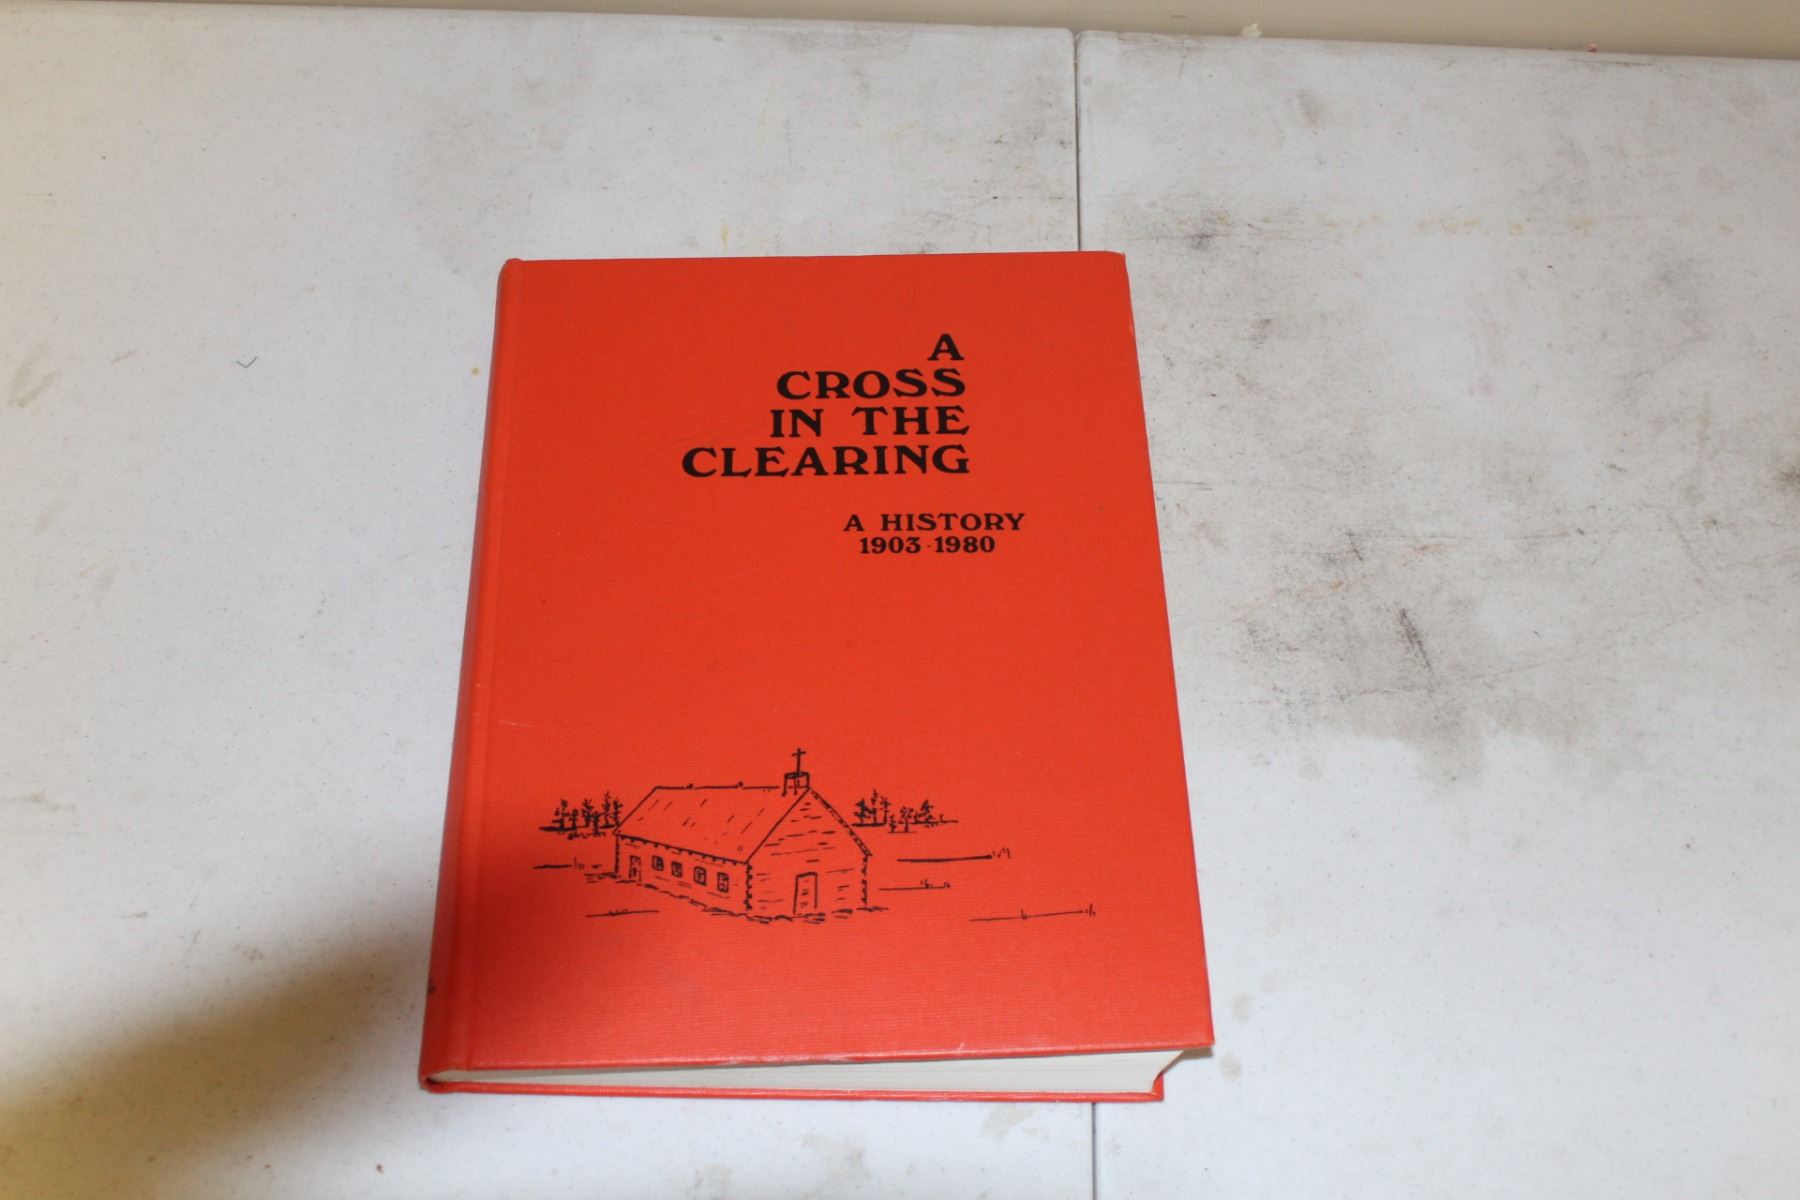 A
CROSS
IN THE
CLEARING
A HISTORY
1903-1980